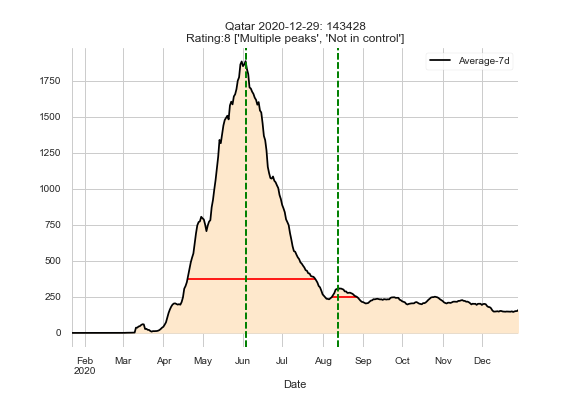 Qatar 2020-12-29: 143428
Rating:8 ['Multiple peaks', 'Not in control']
Average-7d
1750
1500
1250
1000
750
500
250
0
Feb Mar Apr May Jun Jul Aug Sep Oct Nov Dec
2020
Date